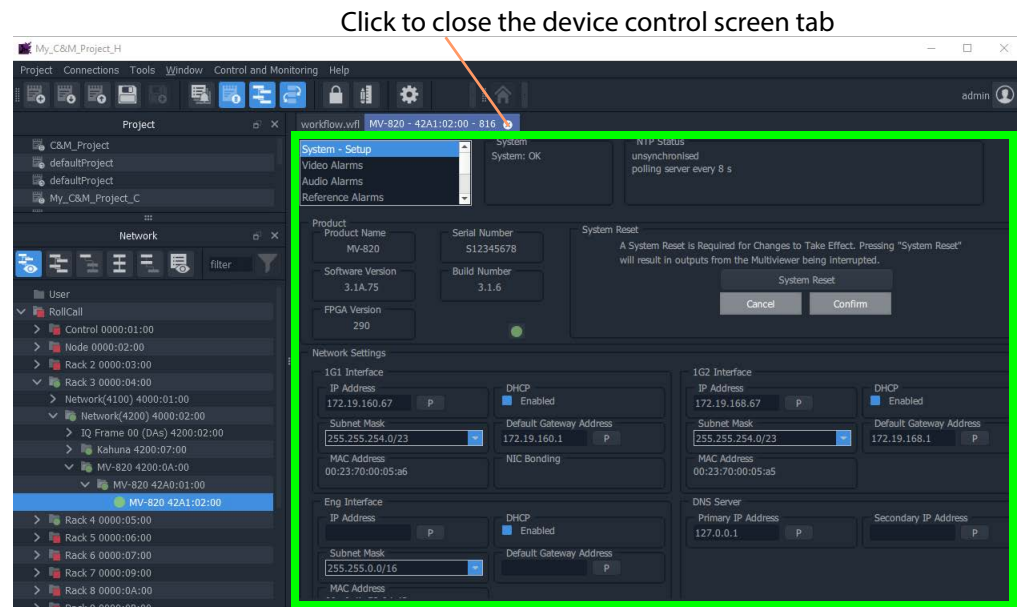 Click to close the device control screen tab
My_C&M_Project_H
Project Connections Tools Window Control and Monitoring Help
admin
Project
C&M_Project
defaultProject
defaultProject
My_C&M_Project_C
Network
filter
User
RollCall
Control 0000:01:00
Node 0000:02:00
Rack 2 0000:03:00
Rack 3 0000:04:00
Network(4100) 4000:01:00
Network(4200) 4000:02:00
IQ Frame 00 (DAs) 4200:02:00
Kahuna 4200:07:00
MV-820 4200:0A:00
MV-820 42A0:01:00
MV-820 42A1:02:00
Rack 4 0000:05:00
Rack 5 0000:06:00
Rack 6 0000:07:00
Rack 7 0000:09:00
Rack 8 0000:0A:00
workflow.wfl MV-820 - 42A1:02:00 - 816
System - Setup
Video Alarms
Audio Alarms
Reference Alarms
System
System: OK
NTP Status
unsynchronised
polling server every 8 s
Product
Product Name
MV-820
Serial Number
S12345678
Software Version
3.1A.75
Build Number
3.1.6
FPGA Version
290
System Reset
A System Reset is Required for Changes to Take Effect. Pressing "System Reset"
will result in outputs from the Multiviewer being interrupted.
System Reset
Cancel Confirm
Network Settings
1G1 Interface
IP Address
172.19.160.67 P
DHCP
Enabled
Subnet Mask
255.255.254.0/23
Default Gateway Address
172.19.160.1 P
MAC Address
00:23:70:00:05:a6
NIC Bonding
1G2 Interface
IP Address
172.19.168.67 P
DHCP
Enabled
Subnet Mask
255.255.254.0/23
Default Gateway Address
172.19.168.1 P
MAC Address
00:23:70:00:05:a5
Eng Interface
IP Address
P
DHCP
Enabled
Subnet Mask
255.255.0.0/16
Default Gateway Address
P
MAC Address
DNS Server
Primary IP Address
127.0.0.1 P
Secondary IP Address
P